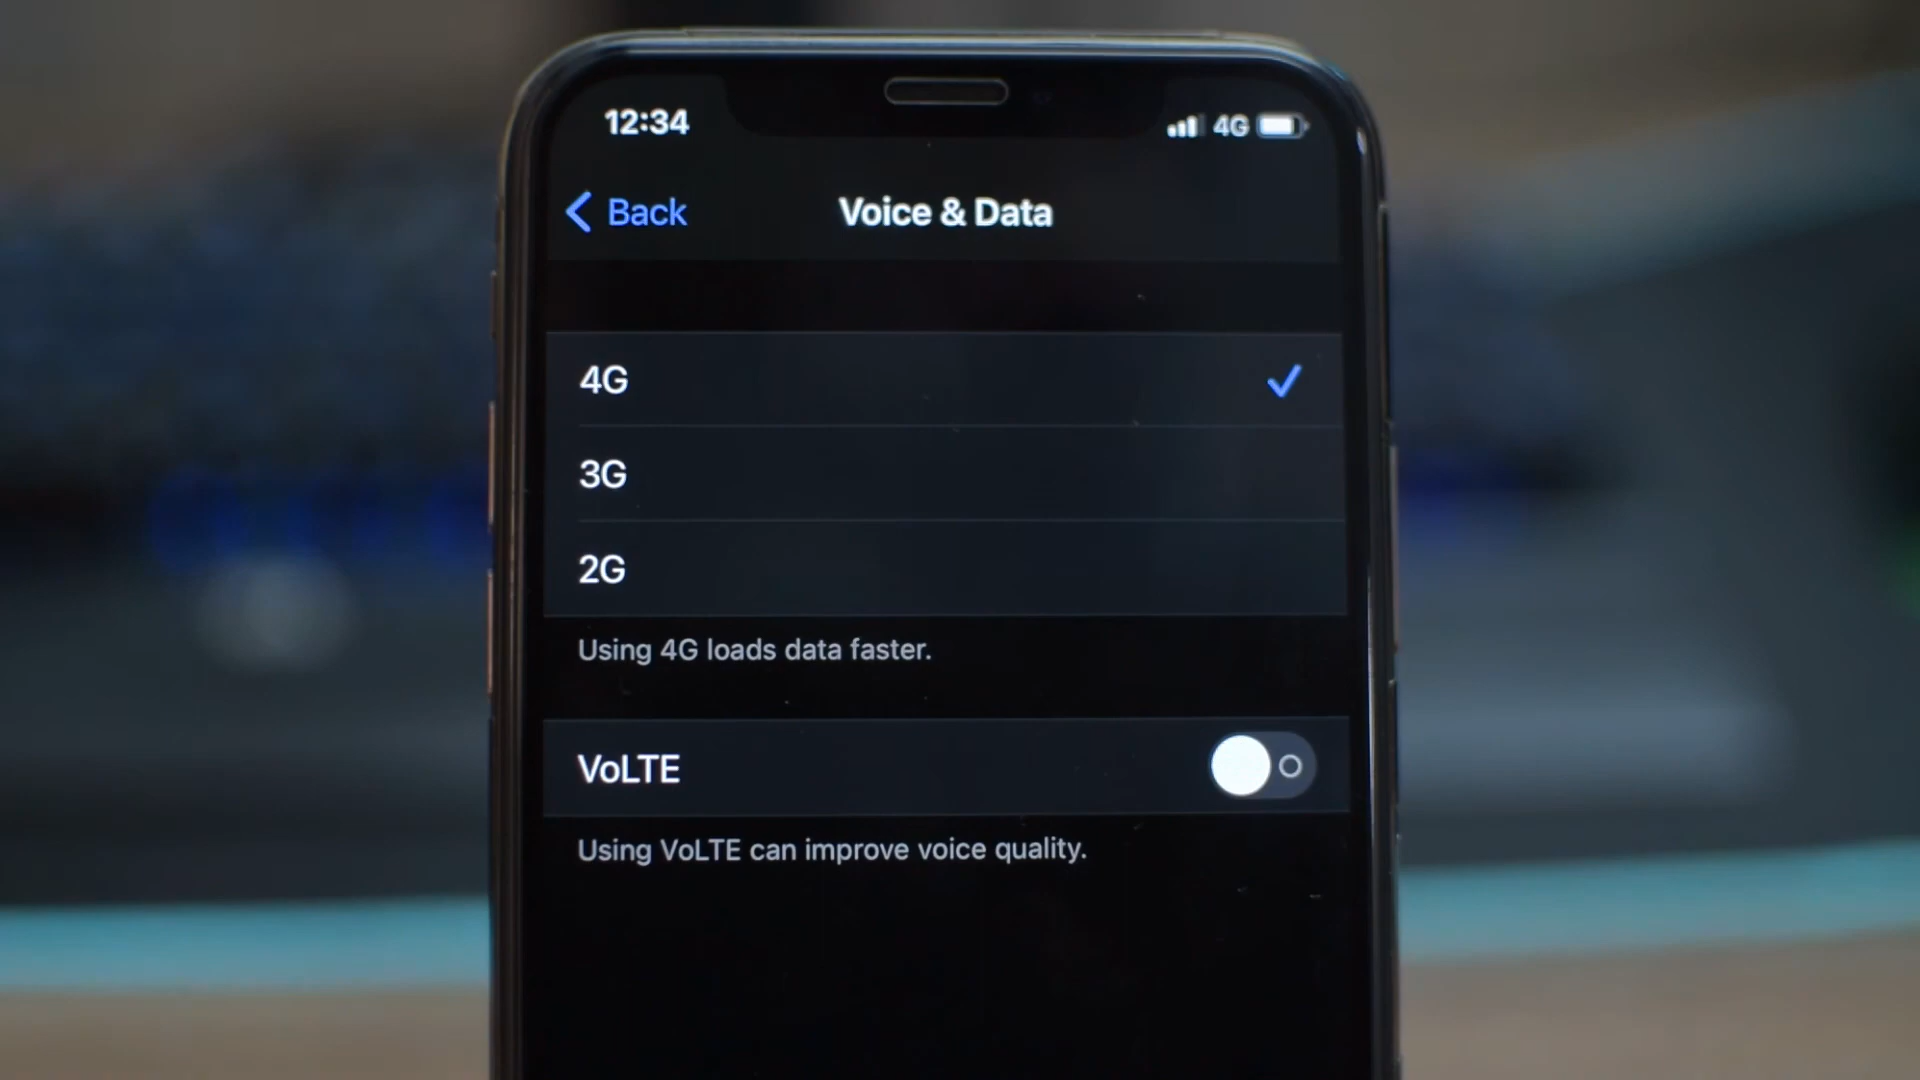 12:34
4G
Back
Voice & Data
4G
3G
2G
Using 4G loads data faster.
VoLTE
Using VoLTE can improve voice quality.